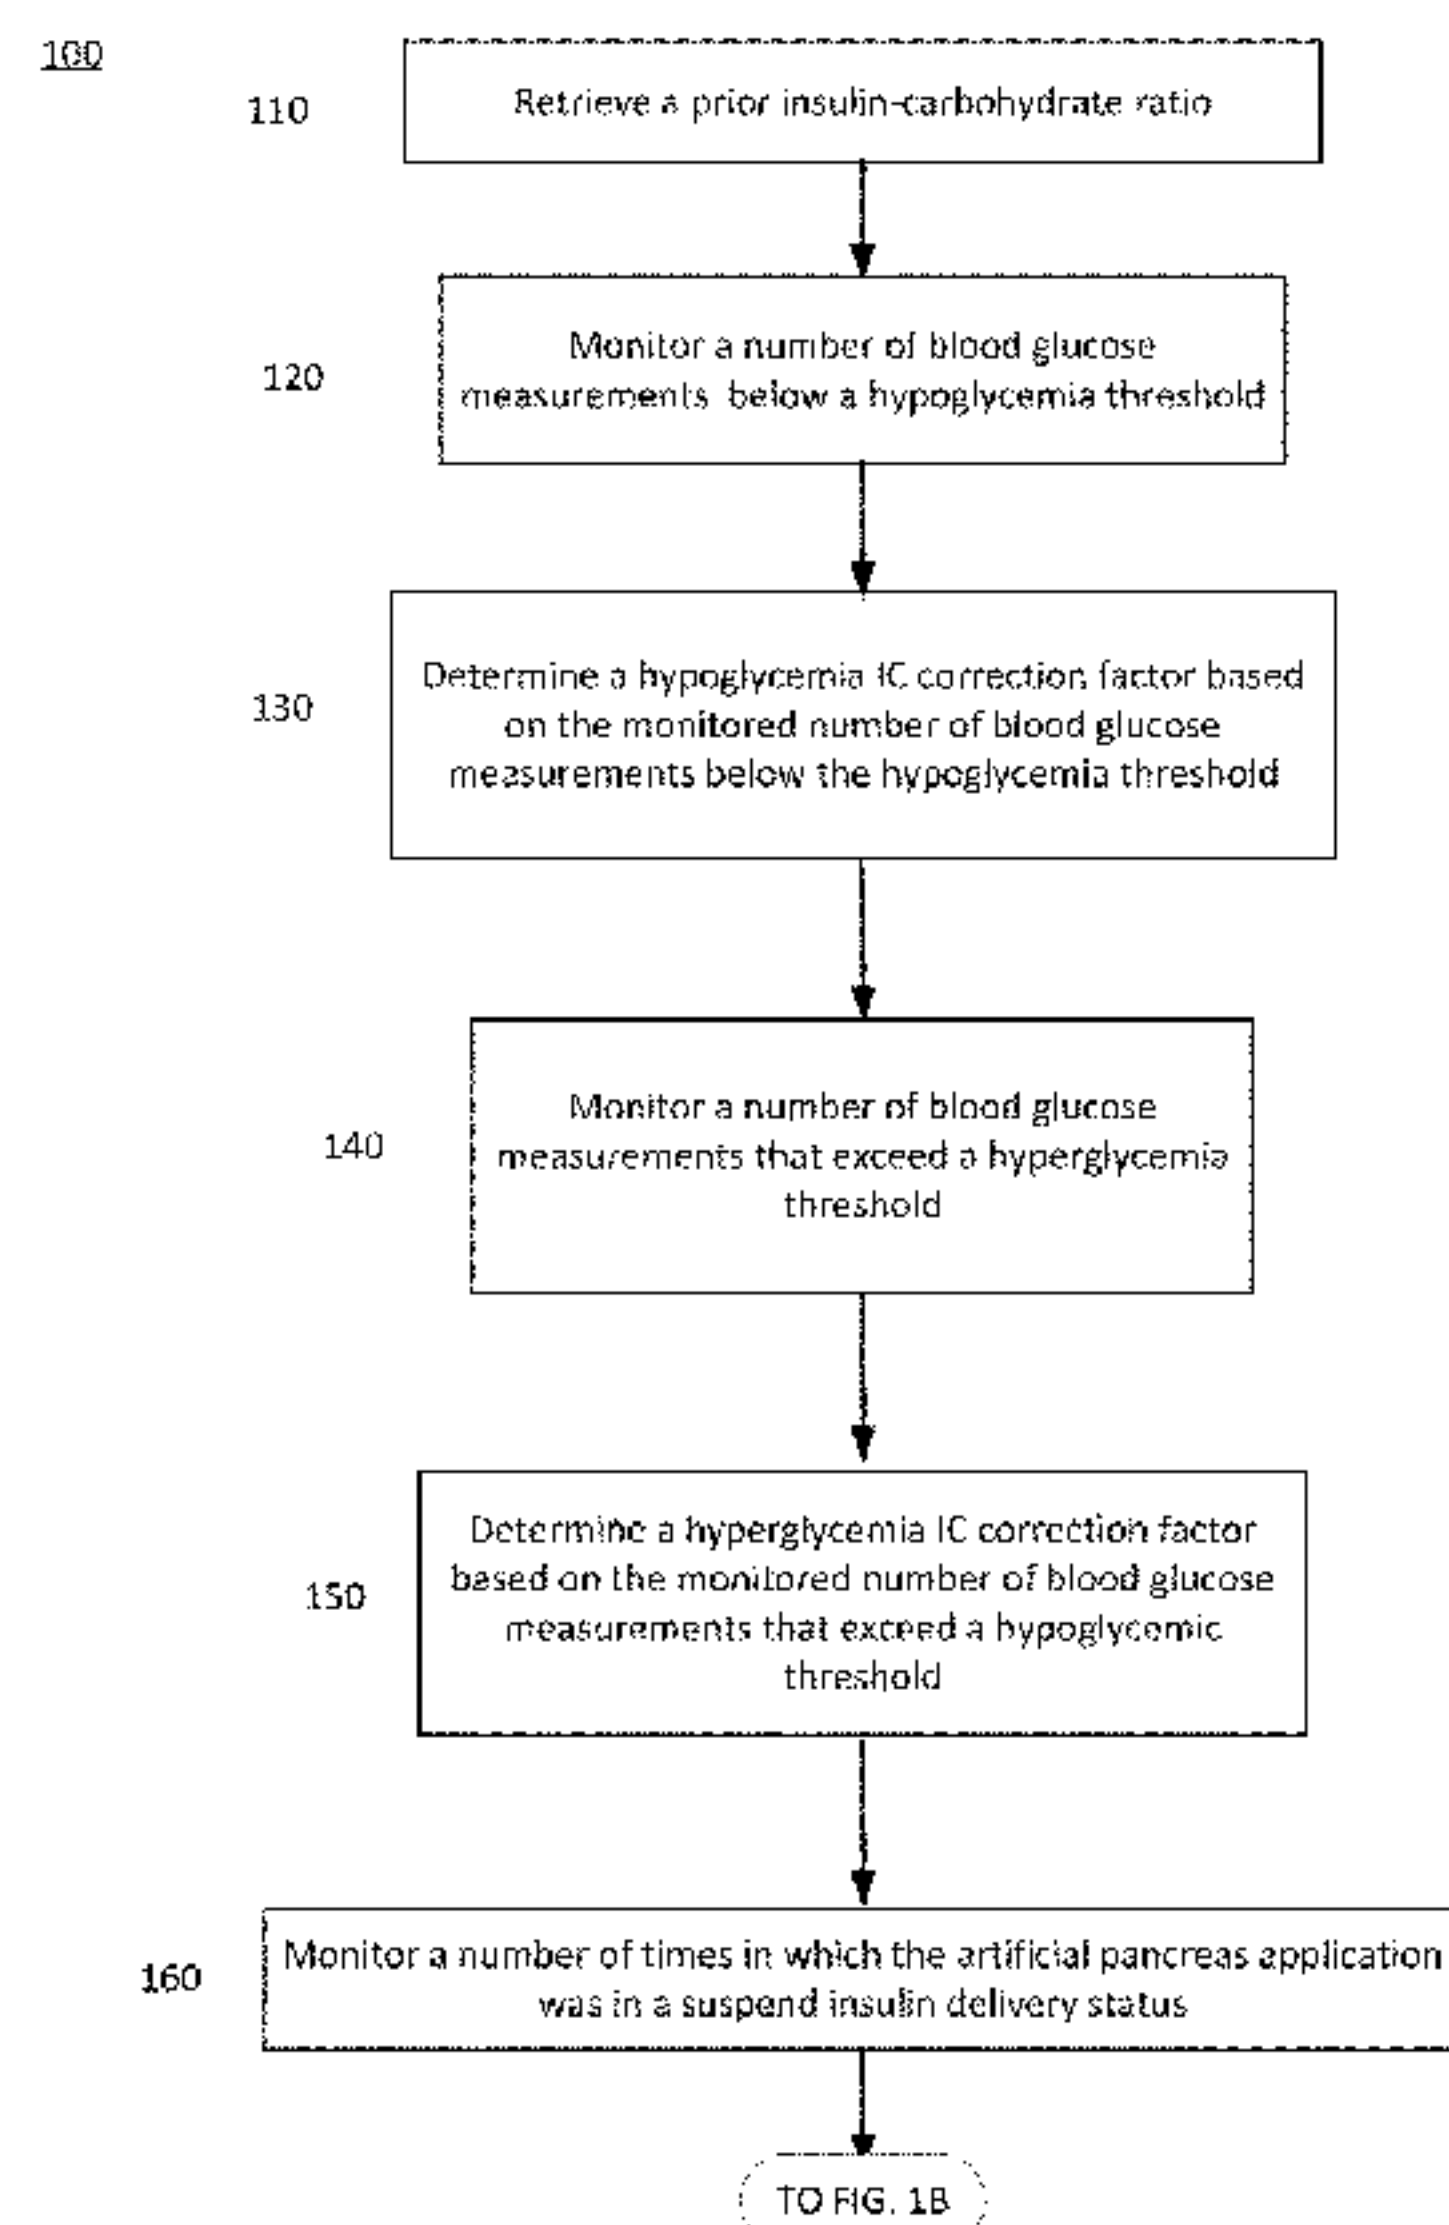 100
110
Retrieve a prior insulin-carbohydrate ratio
120
Monitor a number of blood glucose
measurements below a hypoglycemia threshold
130
Determine a hypoglycemia IC correction factor based
on the monitored number of blood glucose
measurements below the hypoglycemia threshold
140
Monitor a number of blood glucose
measurements that exceed a hyperglycemia
threshold
150
Determine a hyperglycemia IC correction factor
based on the monitored number of blood glucose
measurements that exceed a hypoglycemic
threshold
160
Monitor a number of times in which the artificial pancreas application
was in a suspend insulin delivery status
TO FIG. 1B